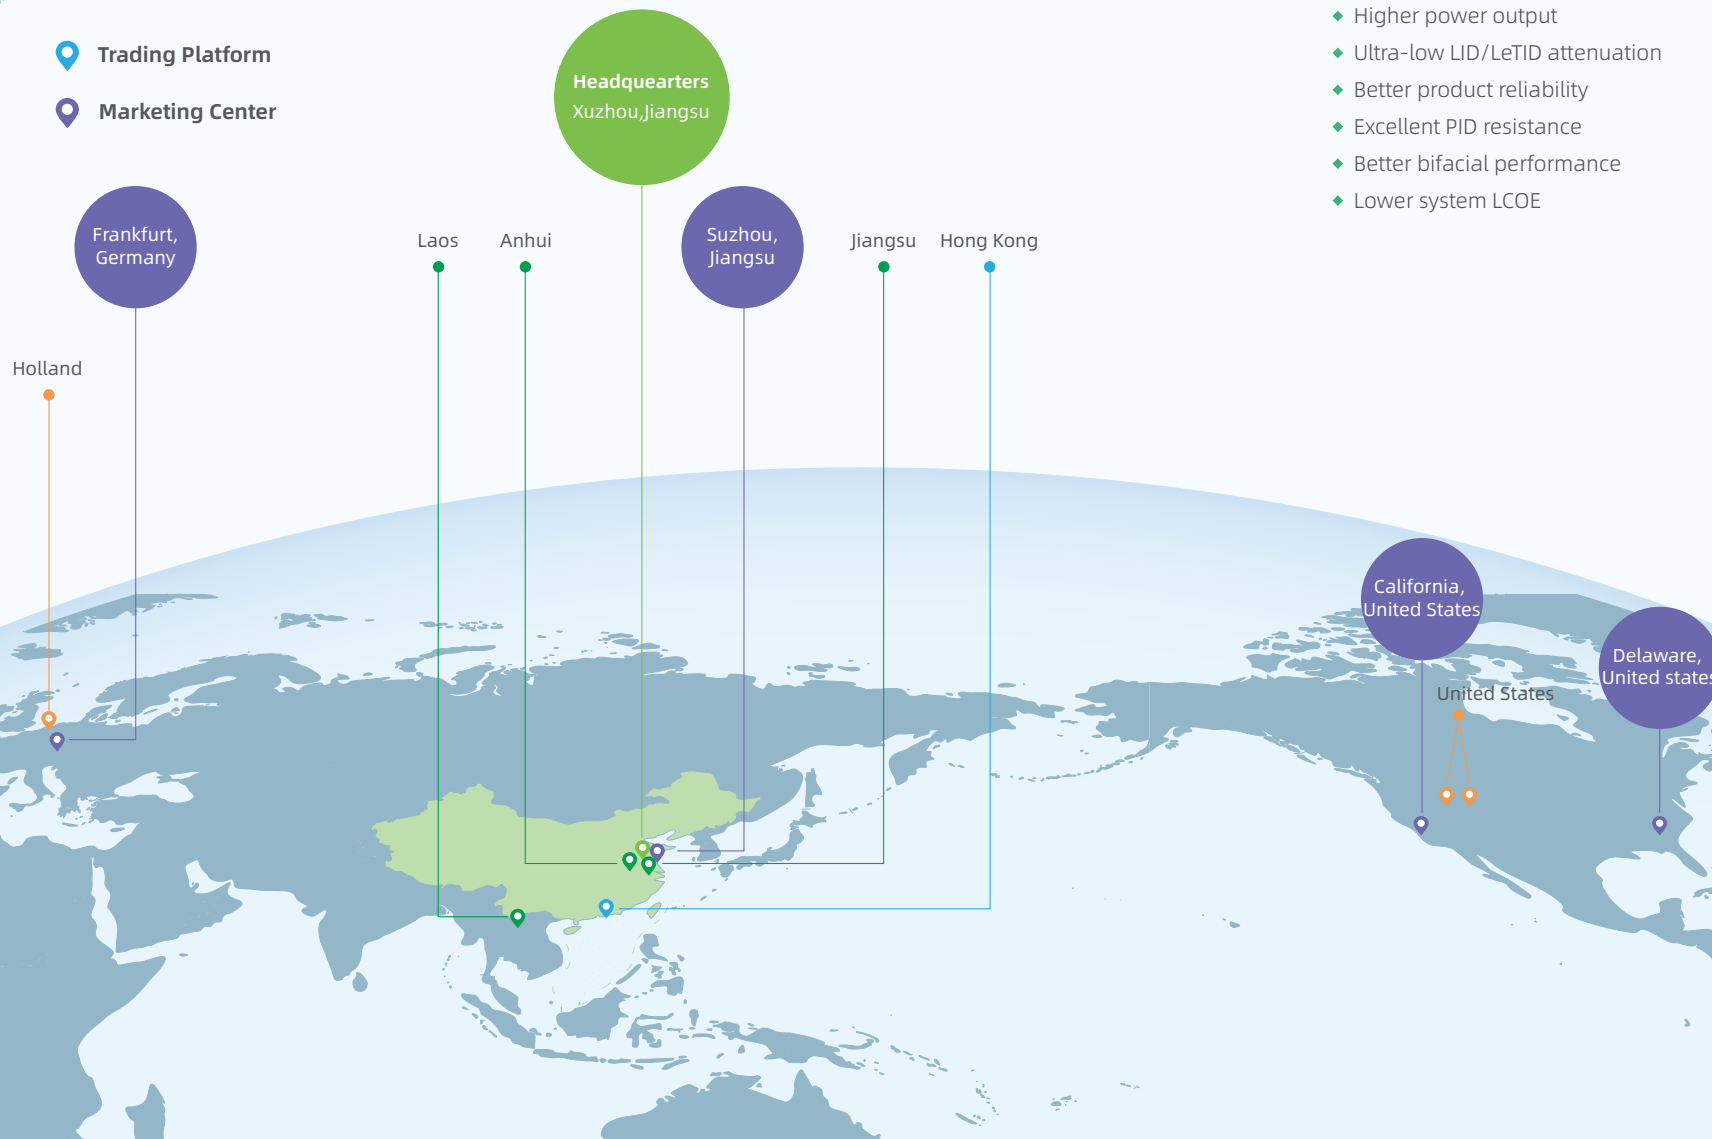 Trading Platform
Marketing Center
Headquearters
Xuzhou,Jiangsu
Higher power output
Ultra-low LID/LeTID attenuation
Better product reliability
Excellent PID resistance
Better bifacial performance
Lower system LCOE
Frankfurt,
Germany
Laos
Anhui
Suzhou,
Jiangsu
Jiangsu
Hong Kong
Holland
California,
United States
Delaware,
United states
United States